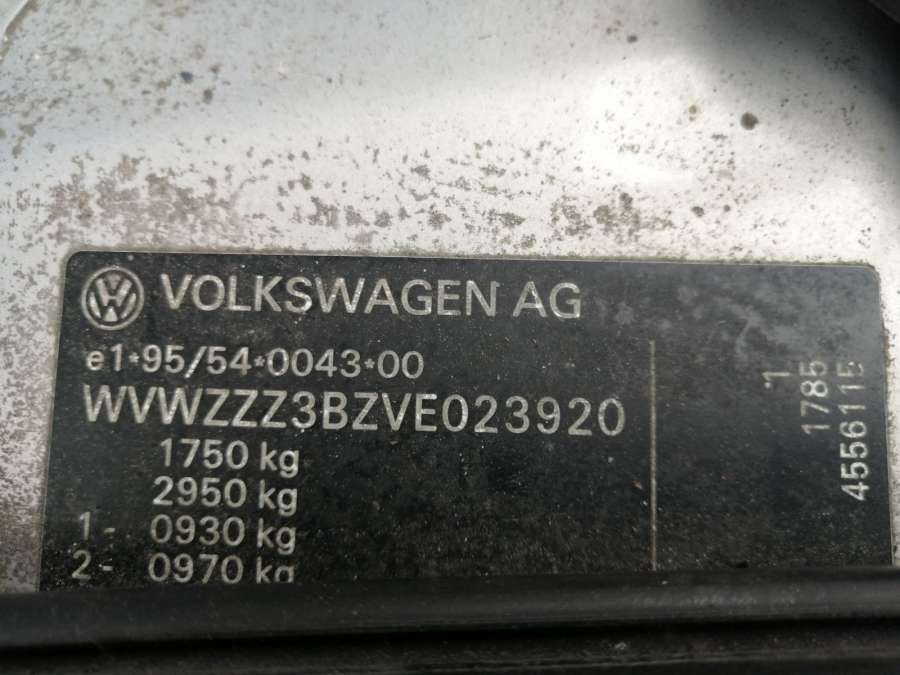 VOLKSWAGEN AG
e1*95/54*0043*00
WVWZZZ3BZVE023920
1750 kg
2950 kg
1- 0930 kg
2- 0970 kg
1
1785
4556115